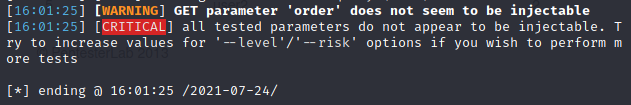 [16:01:25] [WARNING] GET parameter 'order' does not seem to be injectable
[16:01:25] [CRITICAL] all tested parameters do not appear to be injectable. T
ry to increase values for '--level'/'--risk' options if you wish to perform m
ore tests
[*] ending @ 16:01:25 /2021-07-24/